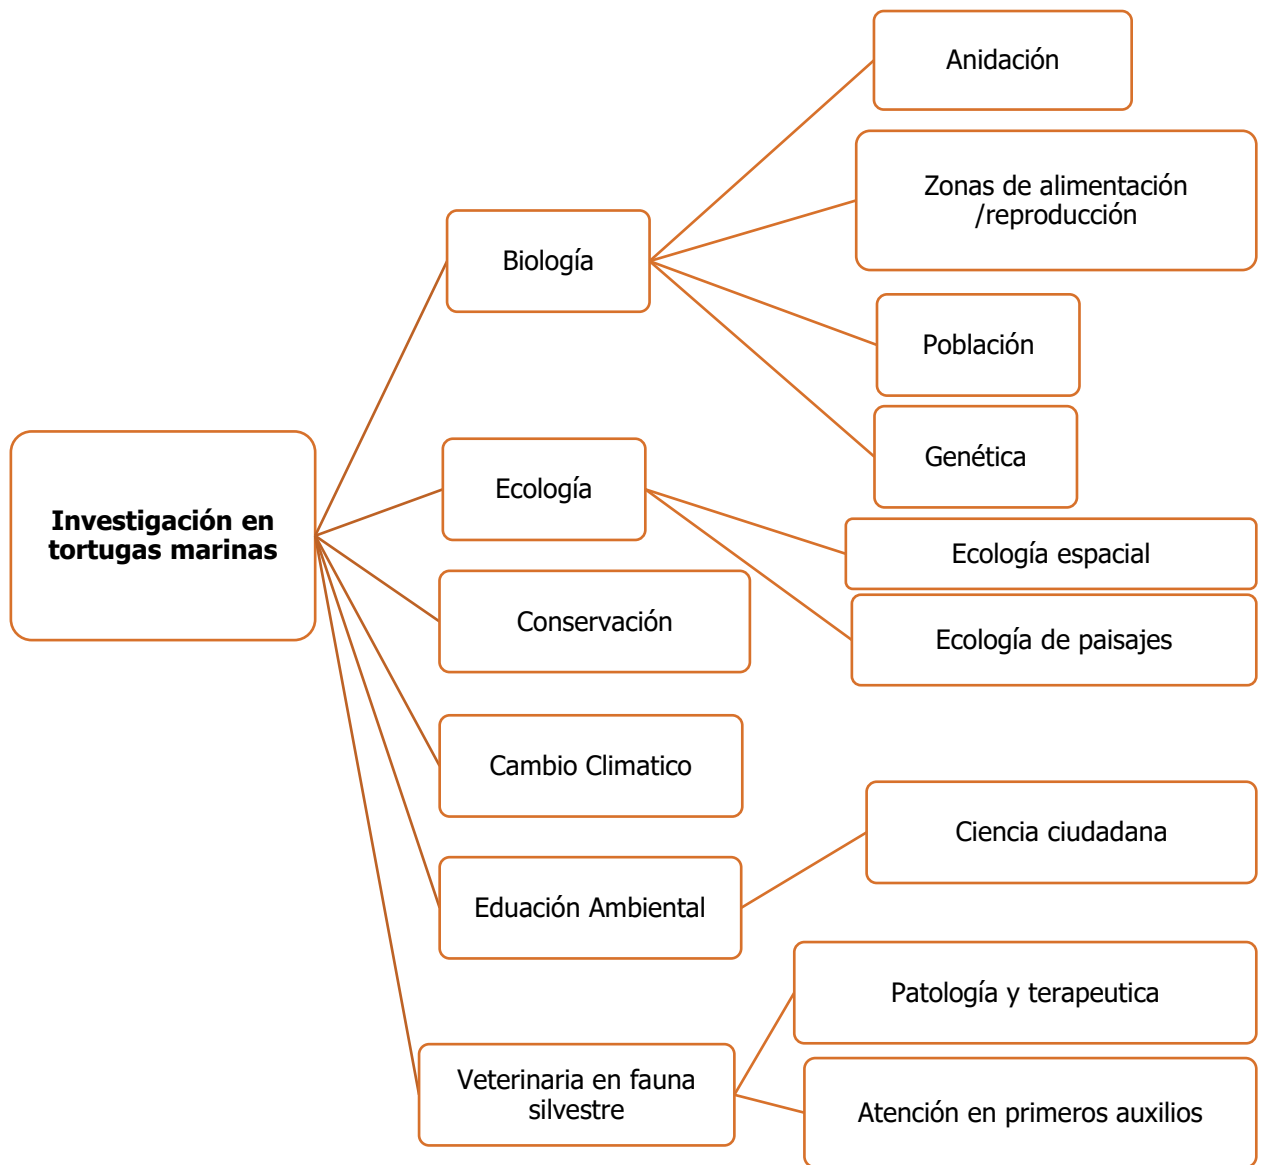 Investigación en
tortugas marinas
Biología
Anidación
Zonas de alimentación
/reproducción
Población
Genética
Ecología
Ecología espacial
Ecología de paisajes
Conservación
Cambio Climatico
Eduación Ambiental
Ciencia ciudadana
Veterinaria en fauna
silvestre
Patología y terapeutica
Atención en primeros auxilios